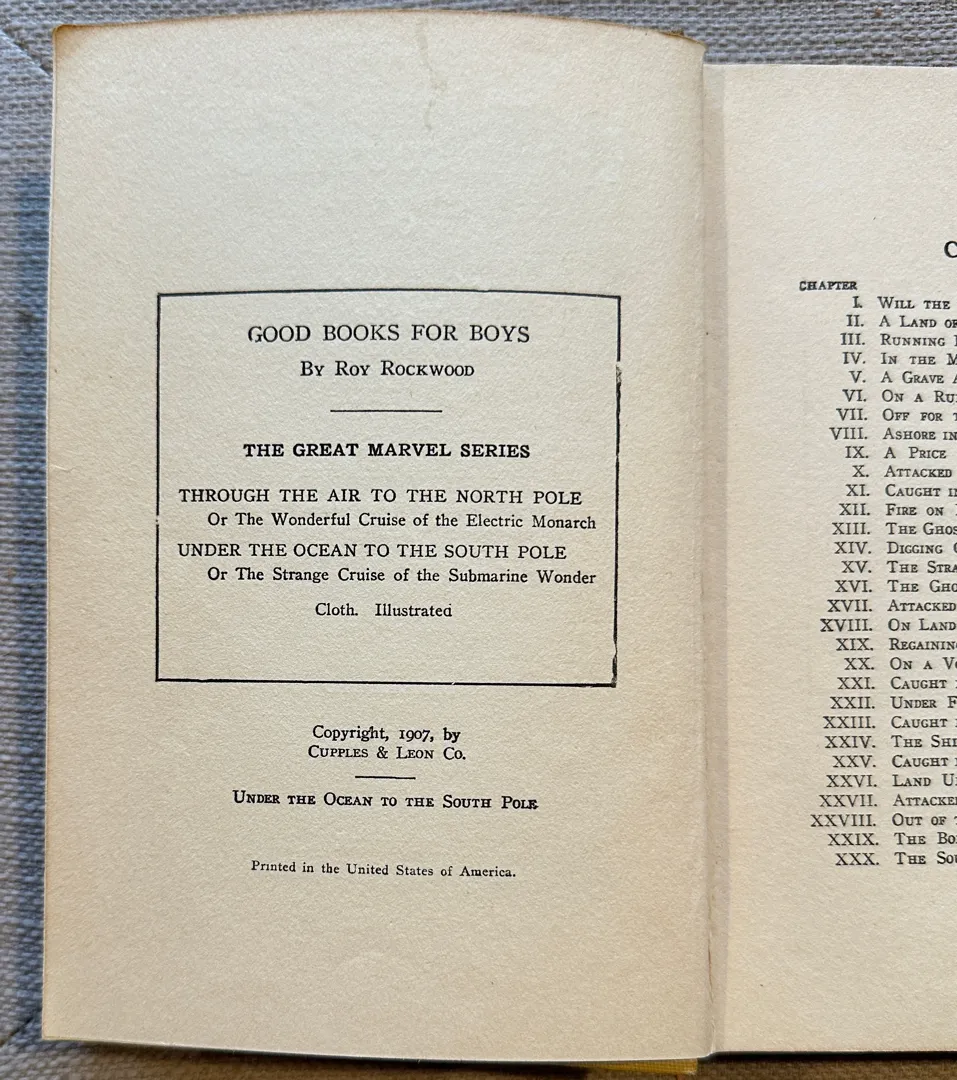 GOOD BOOKS FOR BOYS
By Roy Rockwood
THE GREAT MARVEL SERIES
THROUGH THE AIR TO THE NORTH POLE
Or The Wonderful Cruise of the Electric Monarch
UNDER THE OCEAN TO THE SOUTH POLE
Or The Strange Cruise of the Submarine Wonder
Cloth. Illustrated
Copyright, 1907, by
Cupples & Leon Co.
Under the Ocean to the South Pole
Printed in the United States of America.
CHAPTER
I. Will the
II. A Land
III. Running
IV. In the
V. A Grave
VI. On a
VII. Off for
VIII. Ashore in
IX. A Price
X. Attacked
XI. Caught
XII. Fire on
XIII. The
XIV. Digging
XV. The
XVI. The
XVII. Attacked
XVIII. On Land
XIX. Regaining
XX. On a
XXI. Caught
XXII. Under
XXIII. Caught
XXIV. The
XXV. Caught
XXVI. Land
XXVII. Attacked
XXVIII. Out of
XXIX. The
XXX. The